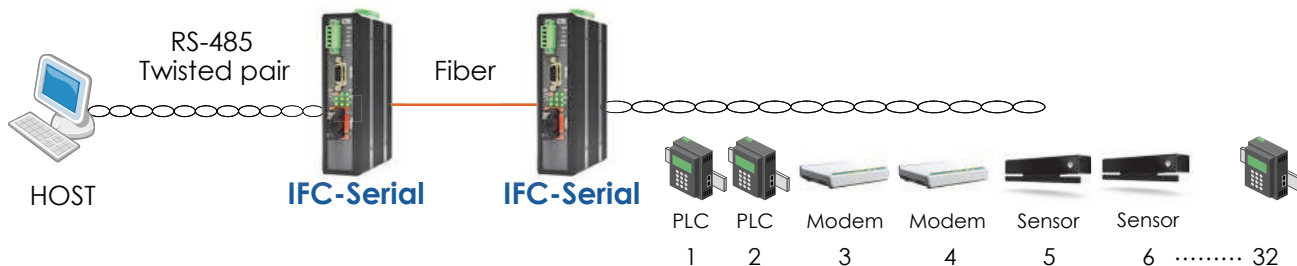 RS-485
Twisted pair
Fiber
HOST
IFC-Serial
IFC-Serial
PLC
PLC
Modem
Modem
Sensor
Sensor
1
2
3
4
5
6 ......... 32